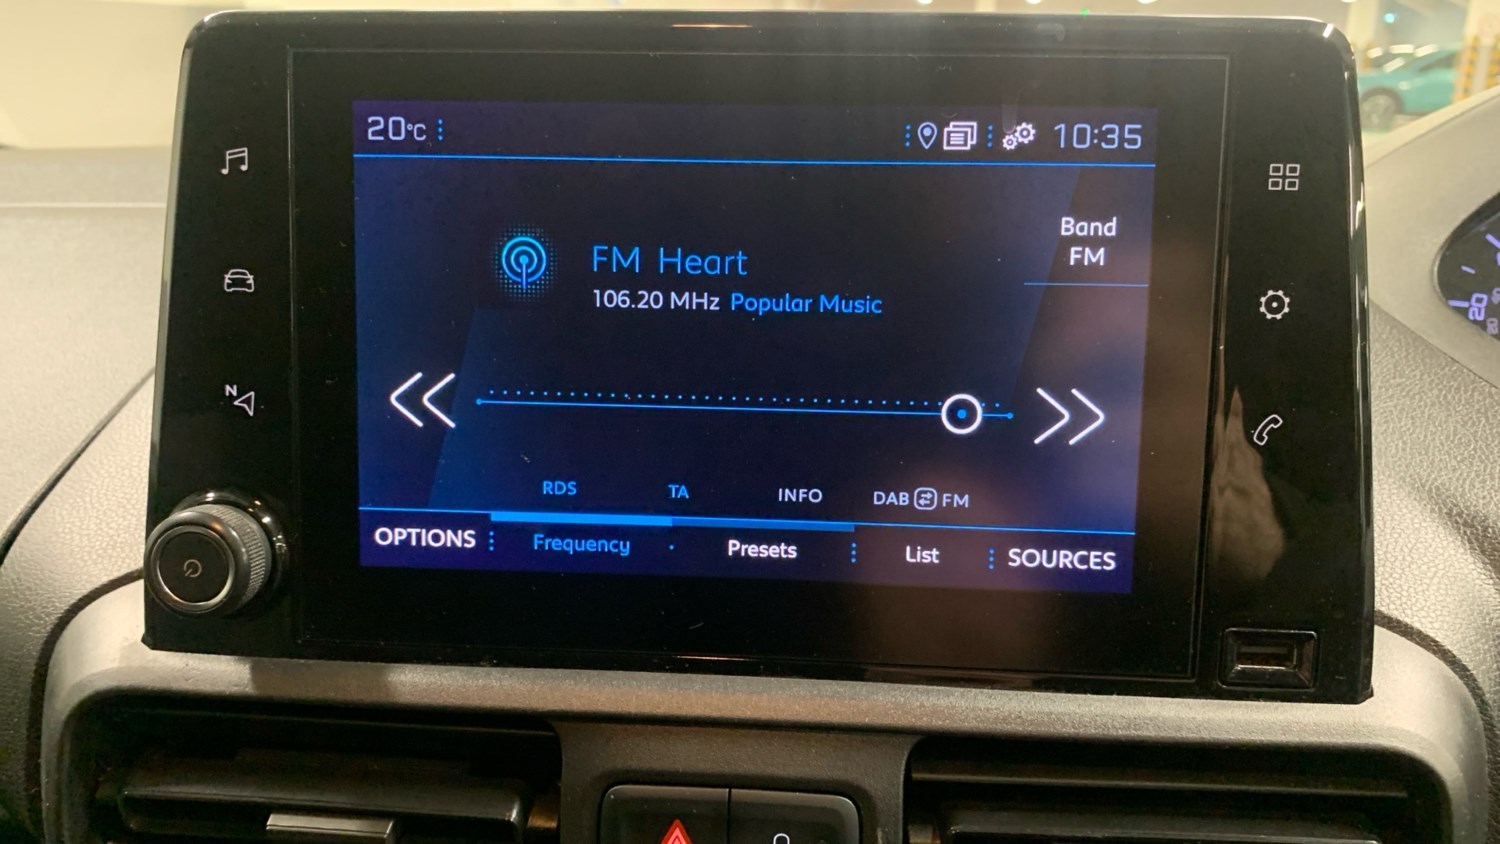 20°C
10:35
Band
FM
FM Heart
106.20 MHz Popular Music
N
RDS TA INFO DAB FM
OPTIONS Frequency Presets List SOURCES
20